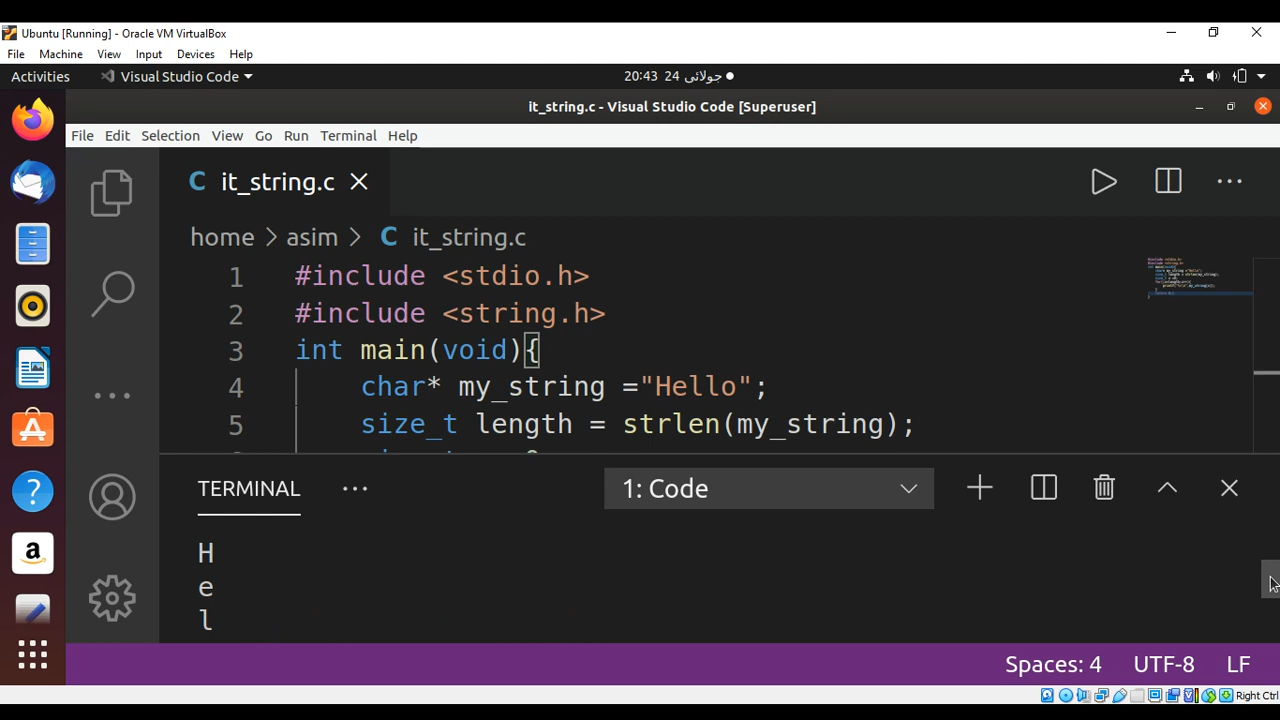 Ubuntu [Running] - Oracle VM VirtualBox
File Machine View Input Devices Help
Activities Visual Studio Code 20:43 24 جولائی
it_string.c - Visual Studio Code [Superuser]
File Edit Selection View Go Run Terminal Help
C it_string.c
home > asim > C it_string.c
1 #include <stdio.h>
2 #include <string.h>
3 int main(void){
4 char* my_string ="Hello";
5 size_t length = strlen(my_string);
TERMINAL 1: Code
H
e
l
Spaces: 4 UTF-8 LF
Right Ctrl